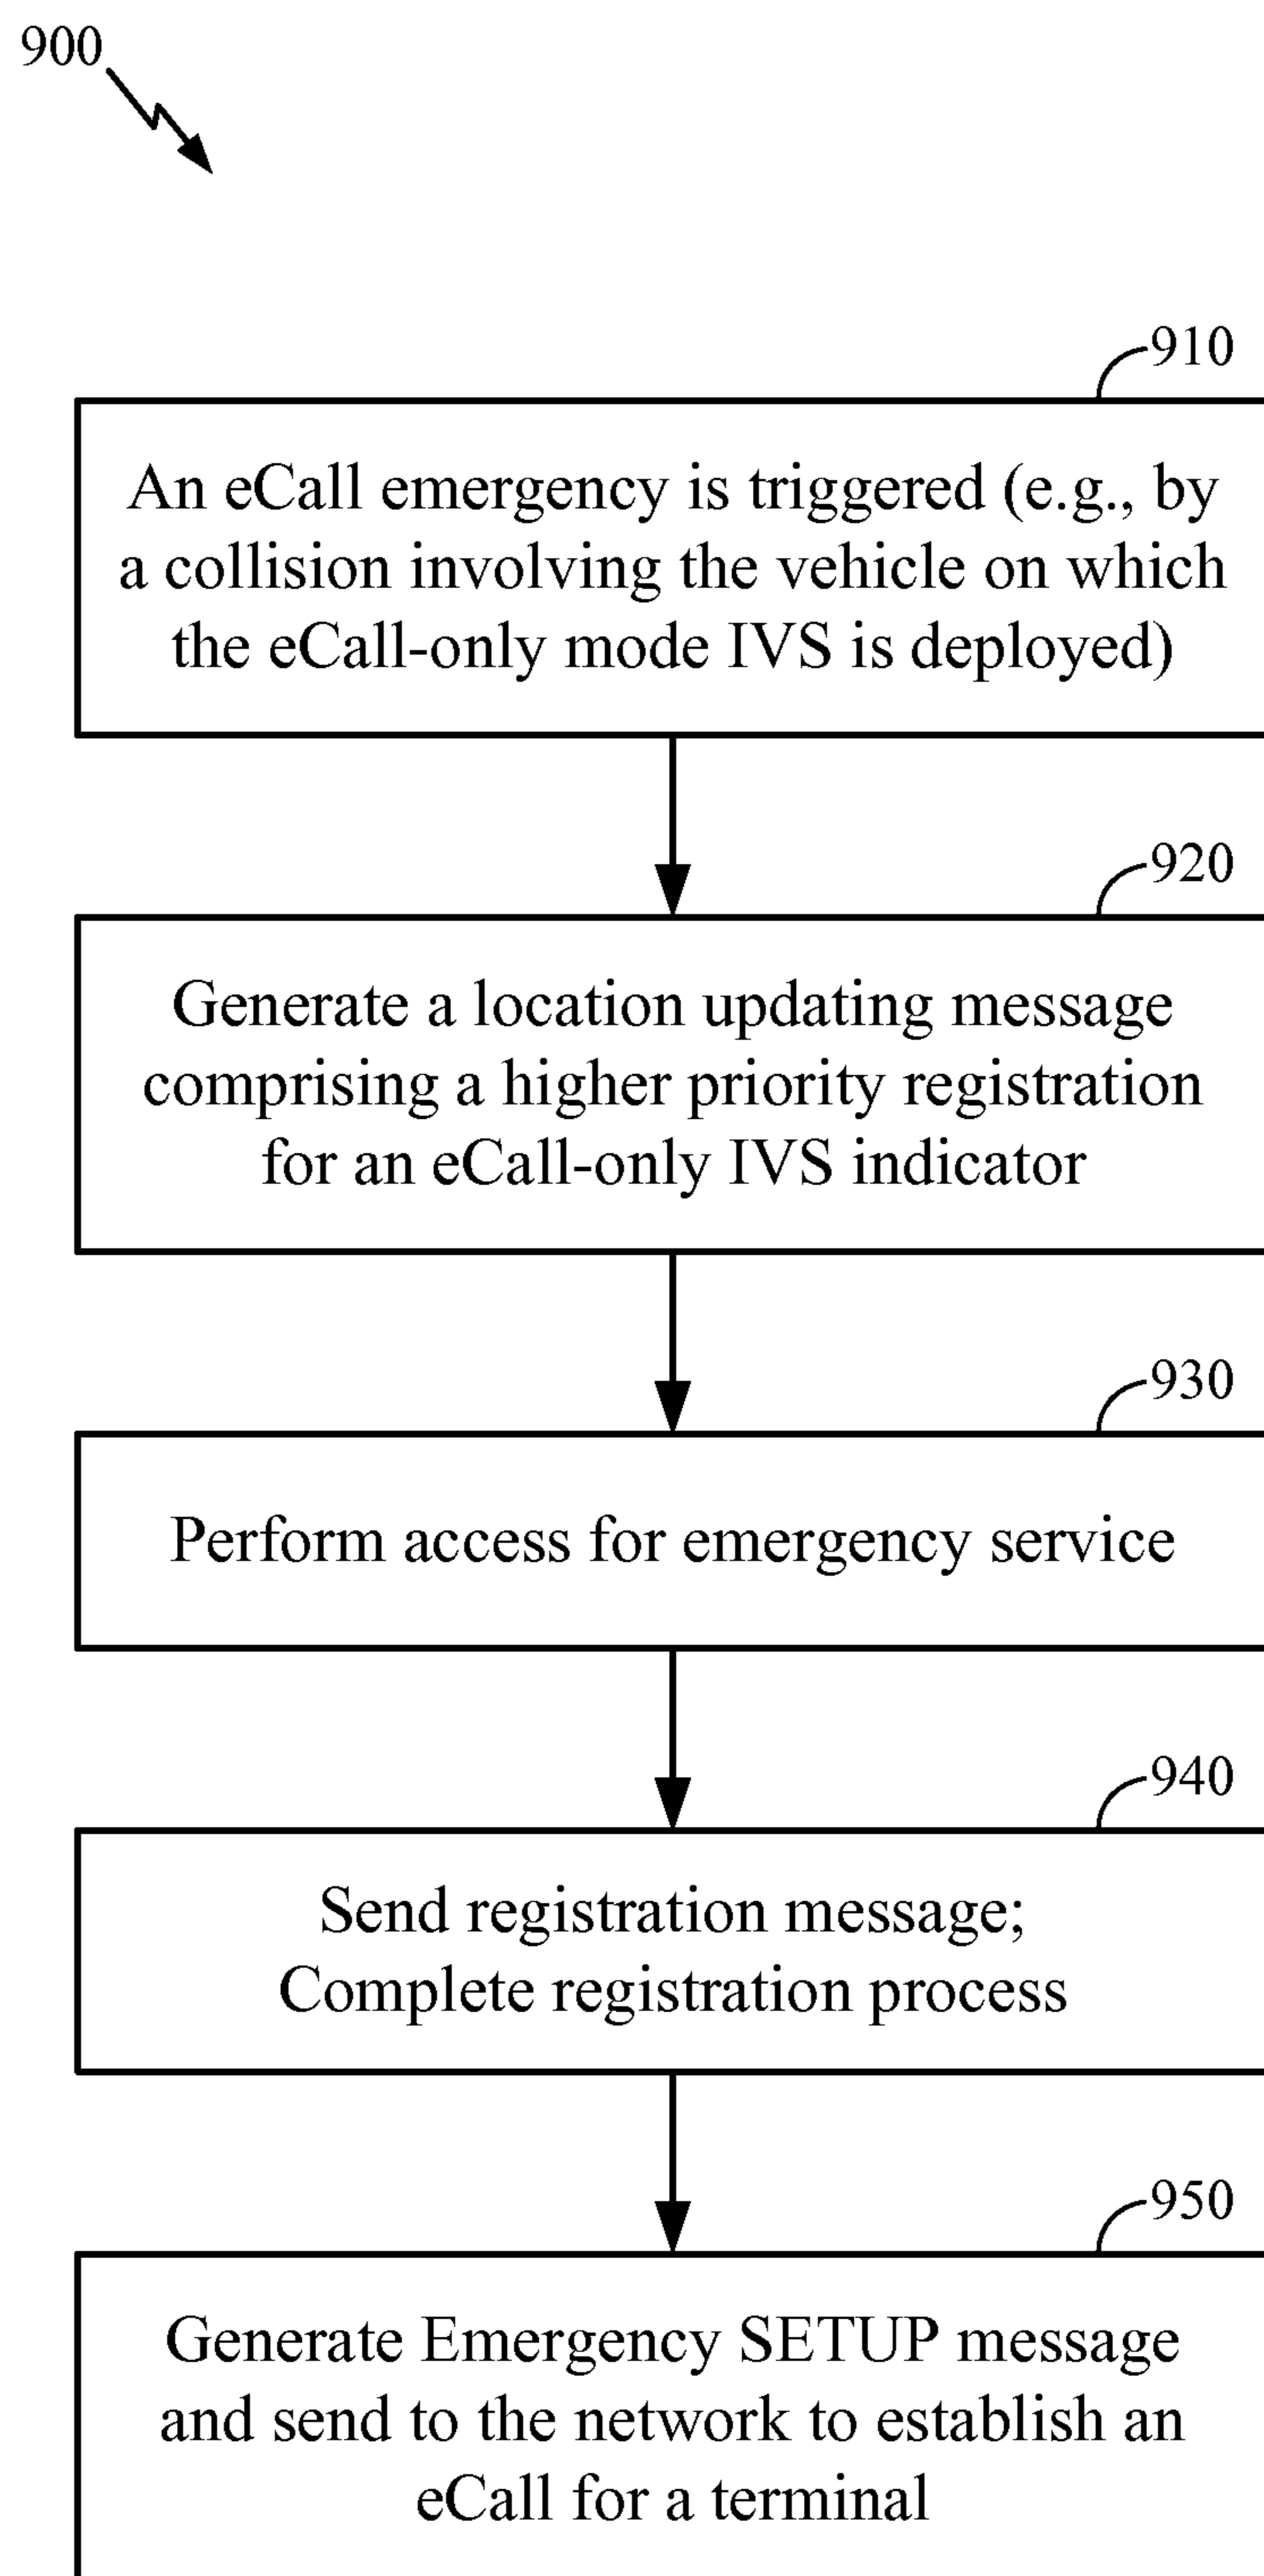 900
910
An eCall emergency is triggered (e.g., by
a collision involving the vehicle on which
the eCall-only mode IVS is deployed)
920
Generate a location updating message
comprising a higher priority registration
for an eCall-only IVS indicator
930
Perform access for emergency service
940
Send registration message;
Complete registration process
950
Generate Emergency SETUP message
and send to the network to establish an
eCall for a terminal